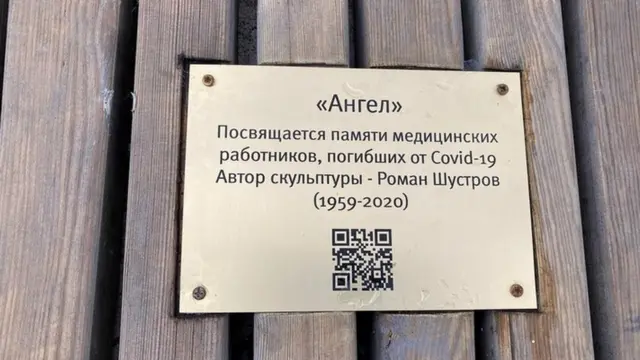 «Ангел»
Посвящается памяти медицинских
работников, погибших от Covid-19
Автор скульптуры - Роман Шустров
(1959-2020)